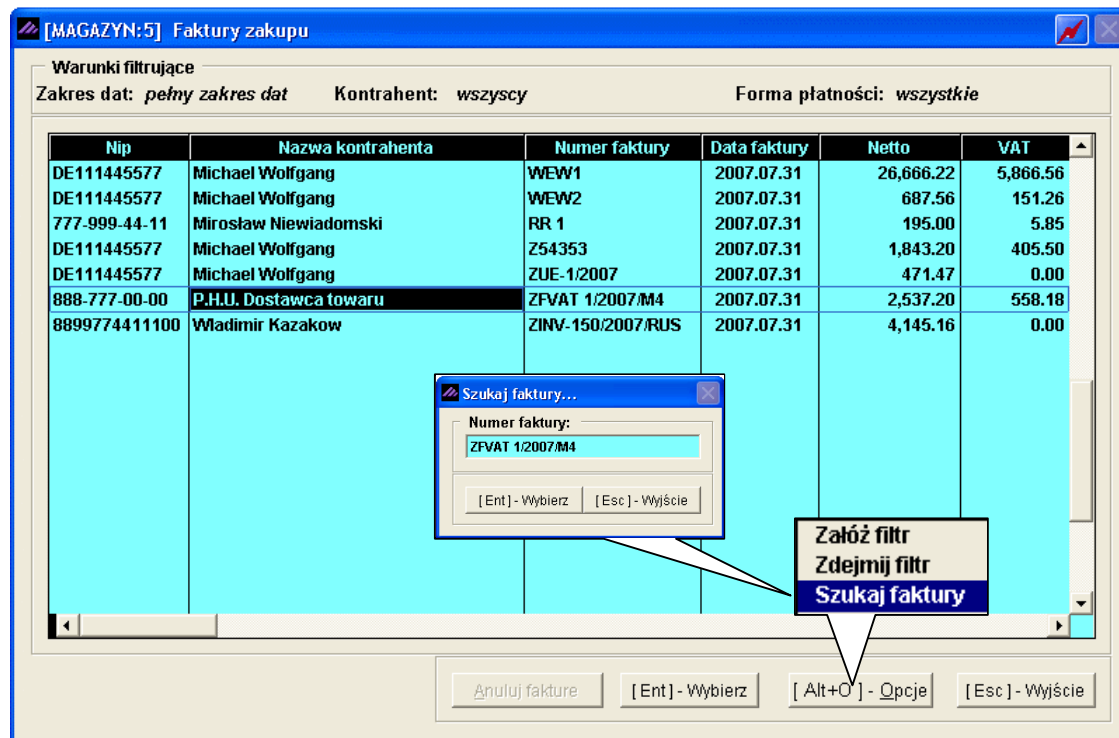 [MAGAZYN:5] Faktury zakupu
Warunki filtrujące
Zakres dat: pełny zakres dat Kontrahent: wszyscy Forma płatności: wszystkie
Nip Nazwa kontrahenta Numer faktury Data faktury Netto VAT
DE111445577 Michael Wolfgang WEW1 2007.07.31 26,666.22 5,866.56
DE111445577 Michael Wolfgang WEW2 2007.07.31 687.56 151.26
777-999-44-11 Mirosław Niewiadomski RR 1 2007.07.31 195.00 5.85
DE111445577 Michael Wolfgang Z54353 2007.07.31 1,843.20 405.50
DE111445577 Michael Wolfgang ZUE-1/2007 2007.07.31 471.47 0.00
888-777-00-00 P.H.U. Dostawca towaru ZFVAT 1/2007/M4 2007.07.31 2,537.20 558.18
8899774411100 Wladimir Kazakow ZINV-150/2007/RUS 2007.07.31 4,145.16 0.00
Szukaj faktury...
Numer faktury:
ZFVAT 1/2007/M4
[ Ent ] - Wybierz [ Esc ] - Wyjście
Załóż filtr
Zdejmij filtr
Szukaj faktury
Anuluj fakture [ Ent ] - Wybierz [ Alt+O ] - Opcje [ Esc ] - Wyjście